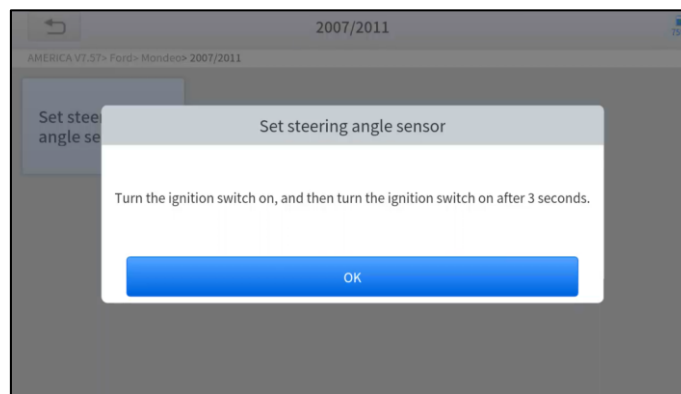 2007/2011
AMERICA V7.57> Ford> Mondeo> 2007/2011
Set stee
angle se
Set steering angle sensor
Turn the ignition switch on, and then turn the ignition switch on after 3 seconds.
OK